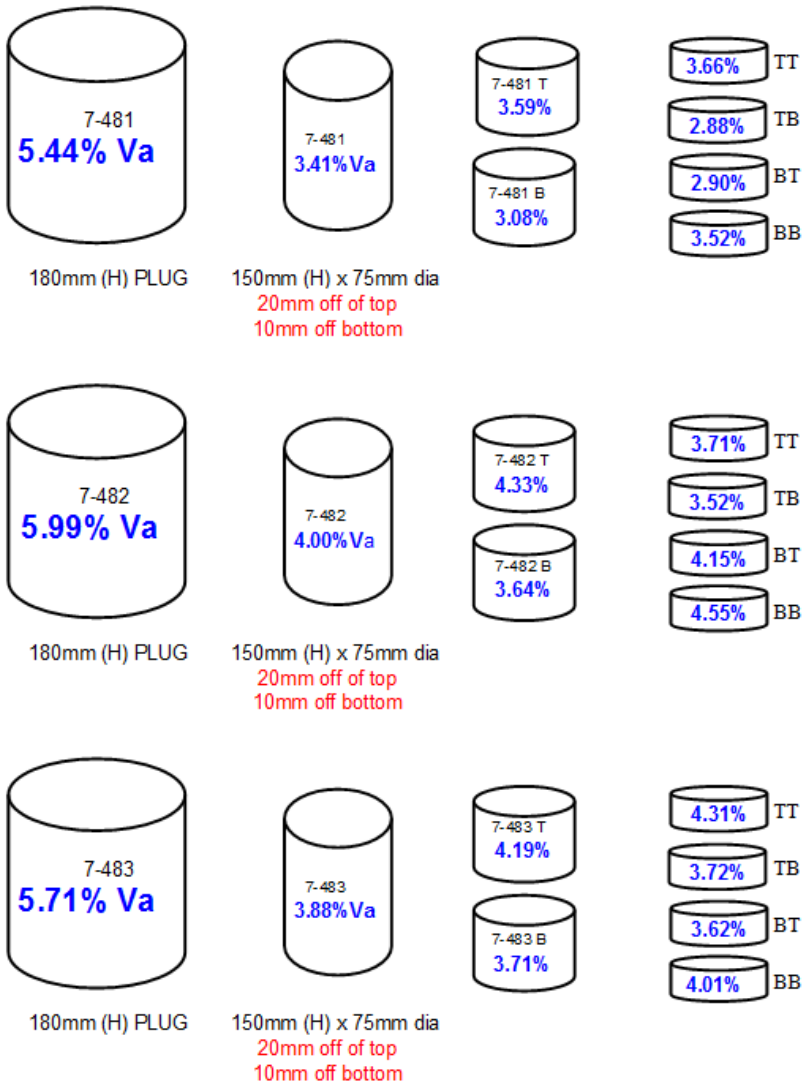 7-481
5.44% Va
180mm (H) PLUG
7-481
3.41%Va
150mm (H) x 75mm dia
20mm off of top
10mm off bottom
7-481 T
3.59%
7-481 B
3.08%
3.66% TT
2.88% TB
2.90% BT
3.52% BB
7-482
5.99% Va
180mm (H) PLUG
7-482
4.00%Va
150mm (H) x 75mm dia
20mm off of top
10mm off bottom
7-482 T
4.33%
7-482 B
3.64%
3.71% TT
3.52% TB
4.15% BT
4.55% BB
7-483
5.71% Va
180mm (H) PLUG
7-483
3.88%Va
150mm (H) x 75mm dia
20mm off of top
10mm off bottom
7-483 T
4.19%
7-483 B
3.71%
4.31% TT
3.72% TB
3.62% BT
4.01% BB